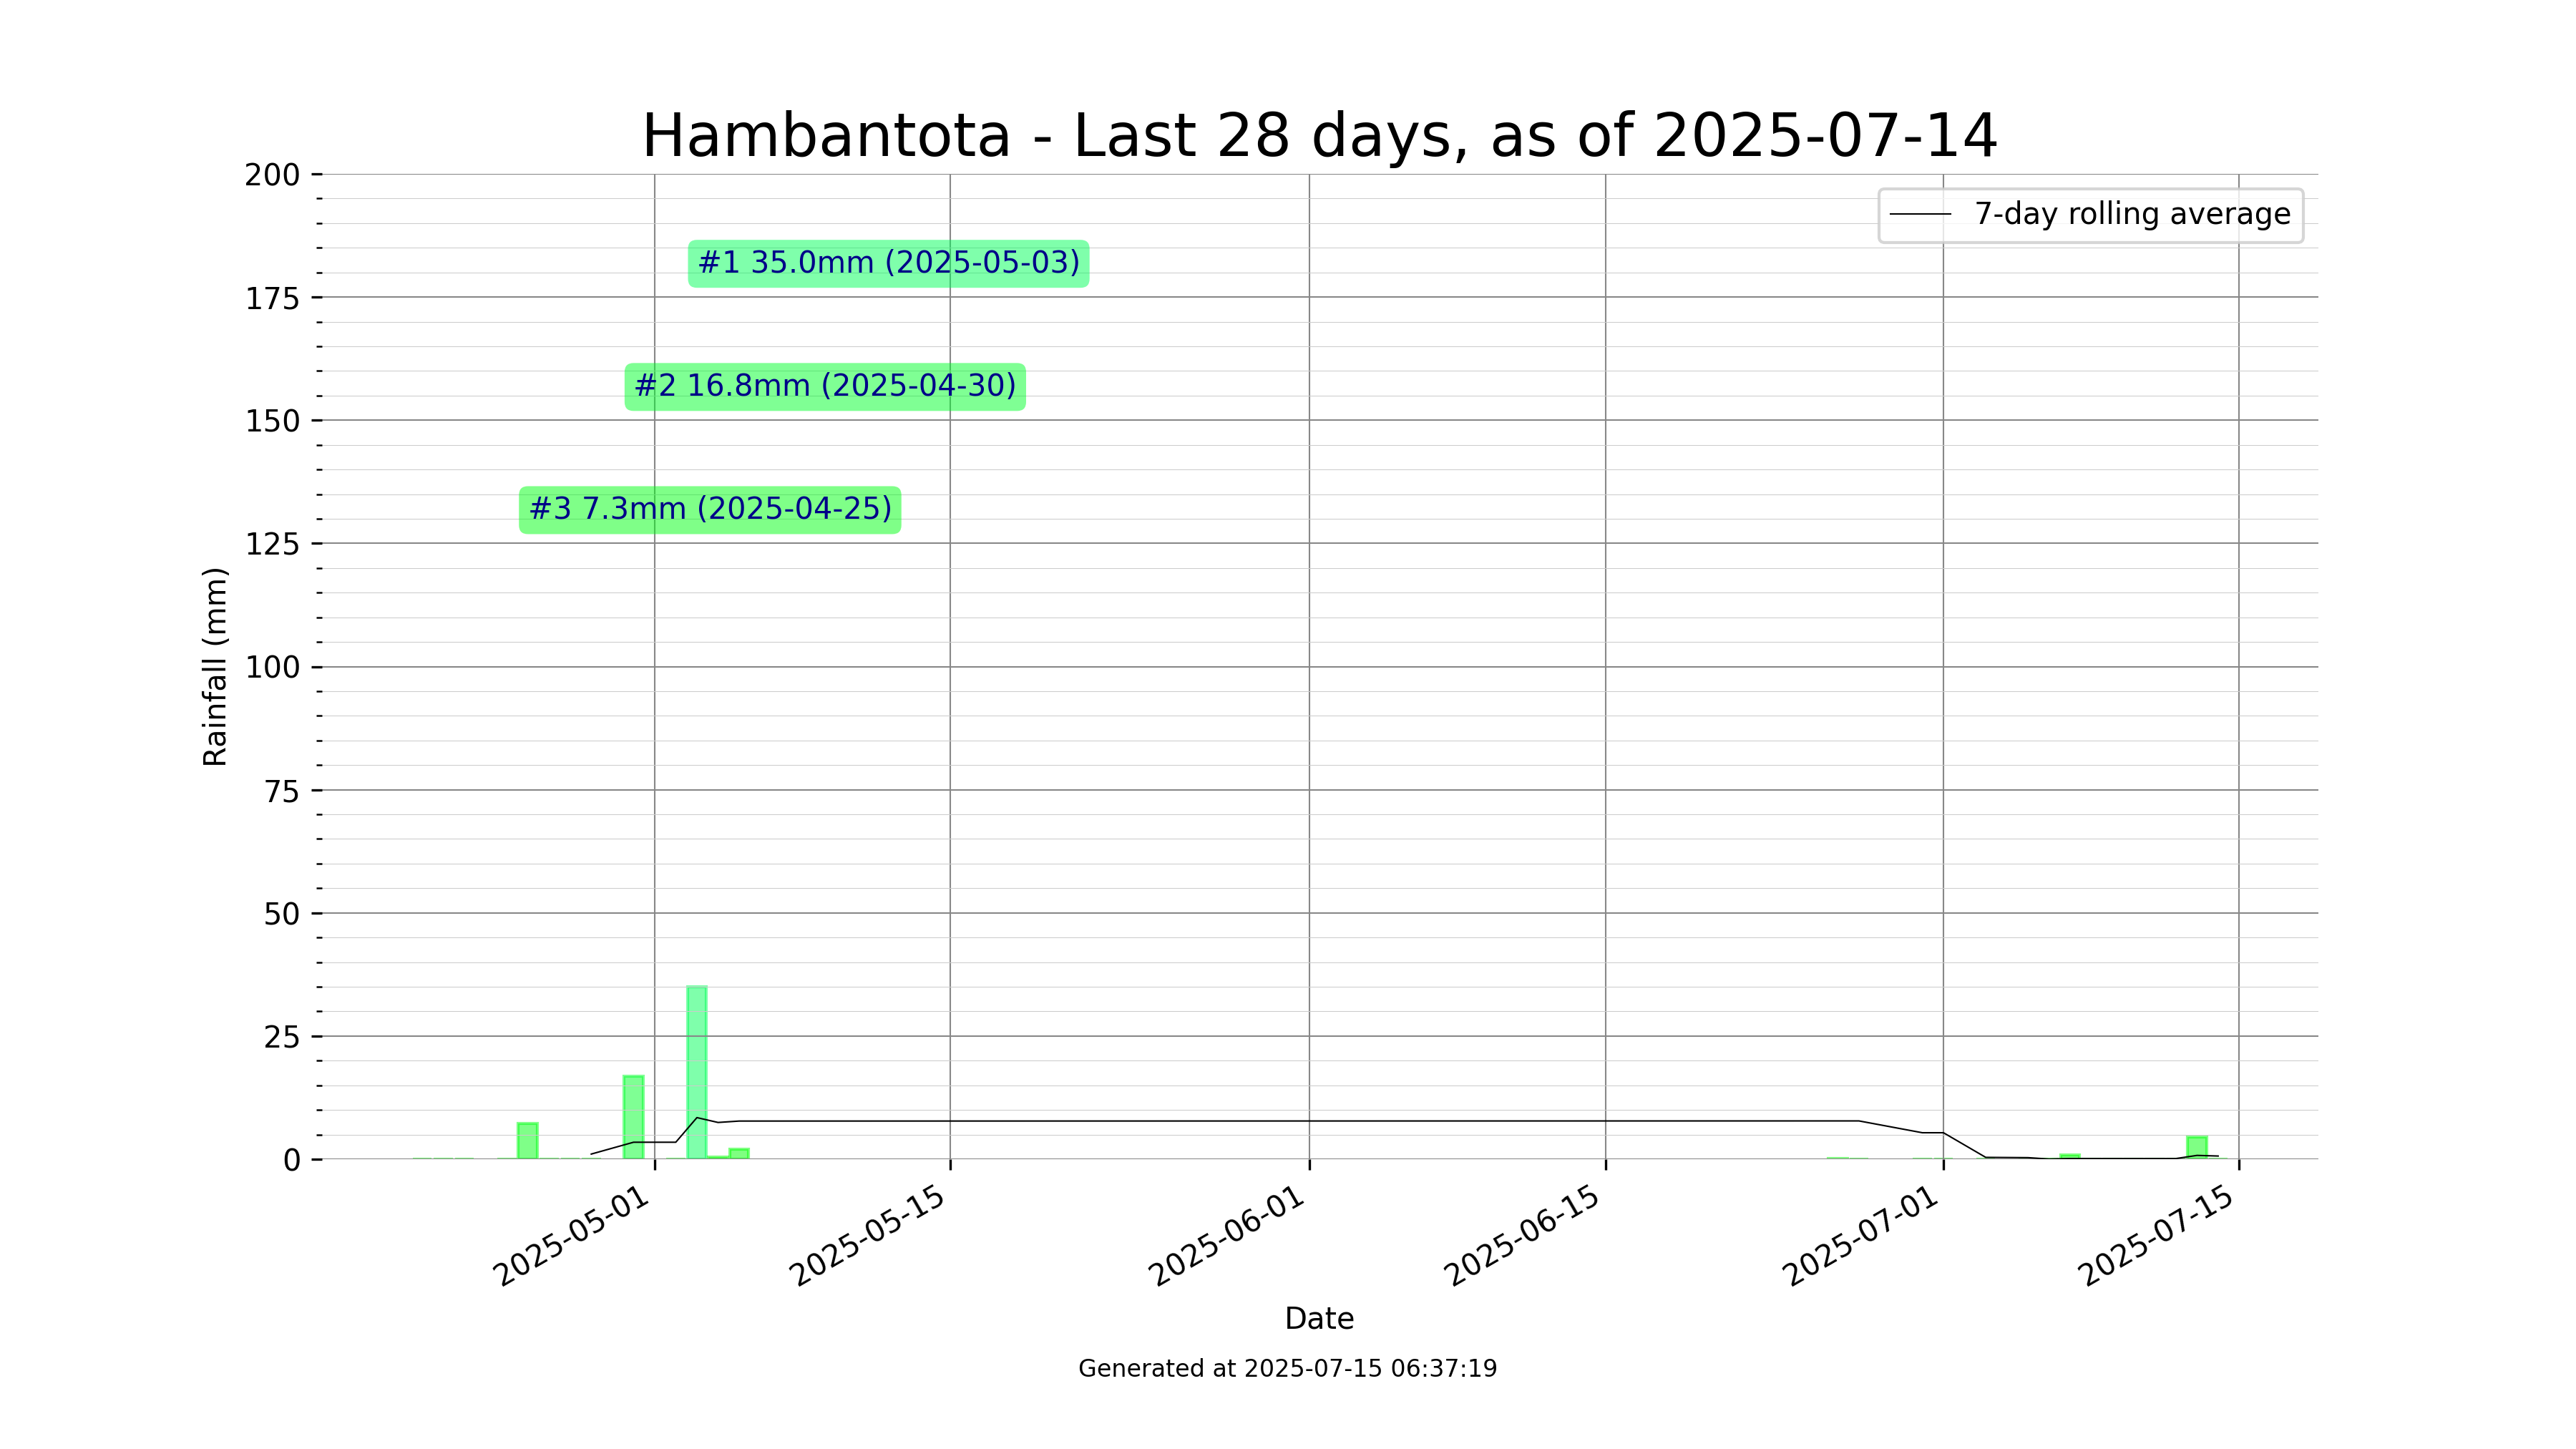 Hambantota - Last 28 days, as of 2025-07-14
200
175
150
125
100
75
50
25
0
Rainfall (mm)
7-day rolling average
#1 35.0mm (2025-05-03)
#2 16.8mm (2025-04-30)
#3 7.3mm (2025-04-25)
2025-05-01
2025-05-15
2025-06-01
2025-06-15
2025-07-01
2025-07-15
Date
Generated at 2025-07-15 06:37:19